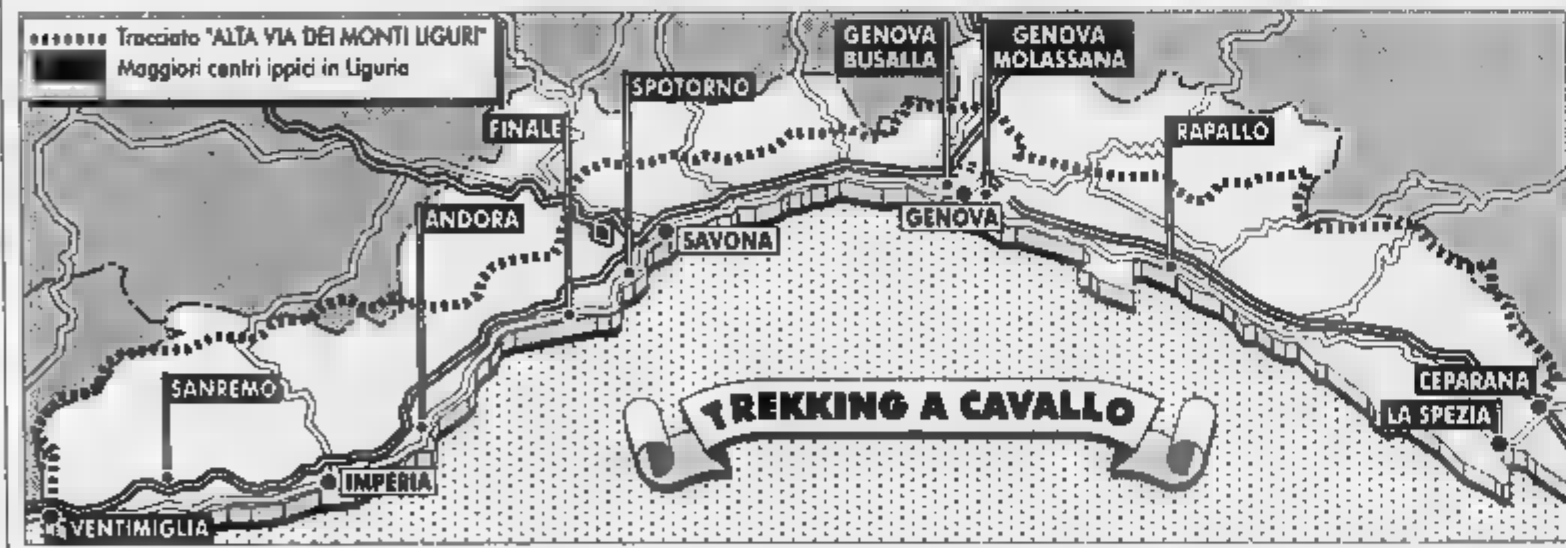 Tracciato "ALTA VIA DEI MONTI LIGURI"
Maggiori centri ippici in Liguria
GENOVA
BUSALLA
GENOVA
MOLASSANA
SPOTORNO
FINALE
RAPALLO
ANDORA
GENOVA
SAVONA
SANREMO
CEPARANA
LA SPEZIA
TREKKING A CAVALLO
IMPERIA
VENTIMIGLIA